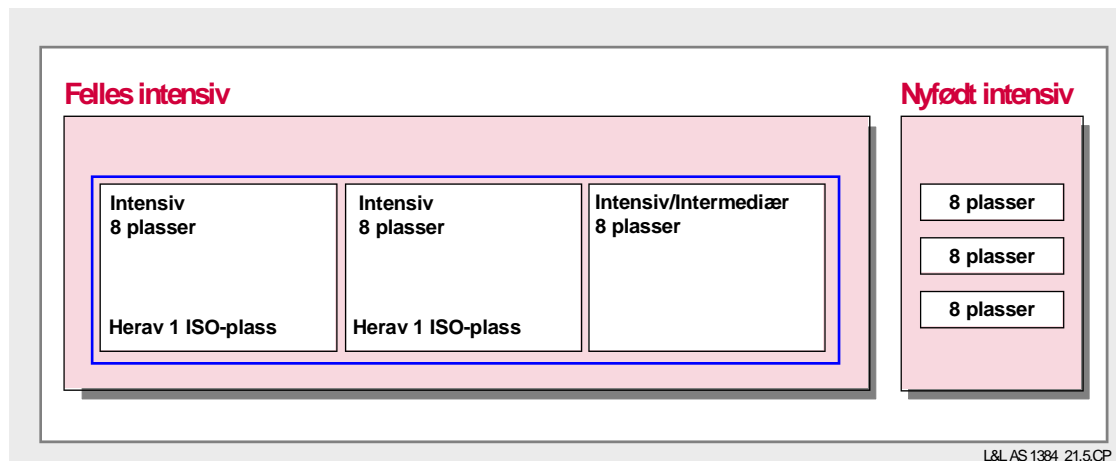 Felles intensiv
Intensiv
8 plasser
Herav 1 ISO-plass
Intensiv
8 plasser
Herav 1 ISO-plass
Intensiv/Intermediær
8 plasser
Nyfødt intensiv
8 plasser
8 plasser
8 plasser
L&L AS 1384 21.5.CP